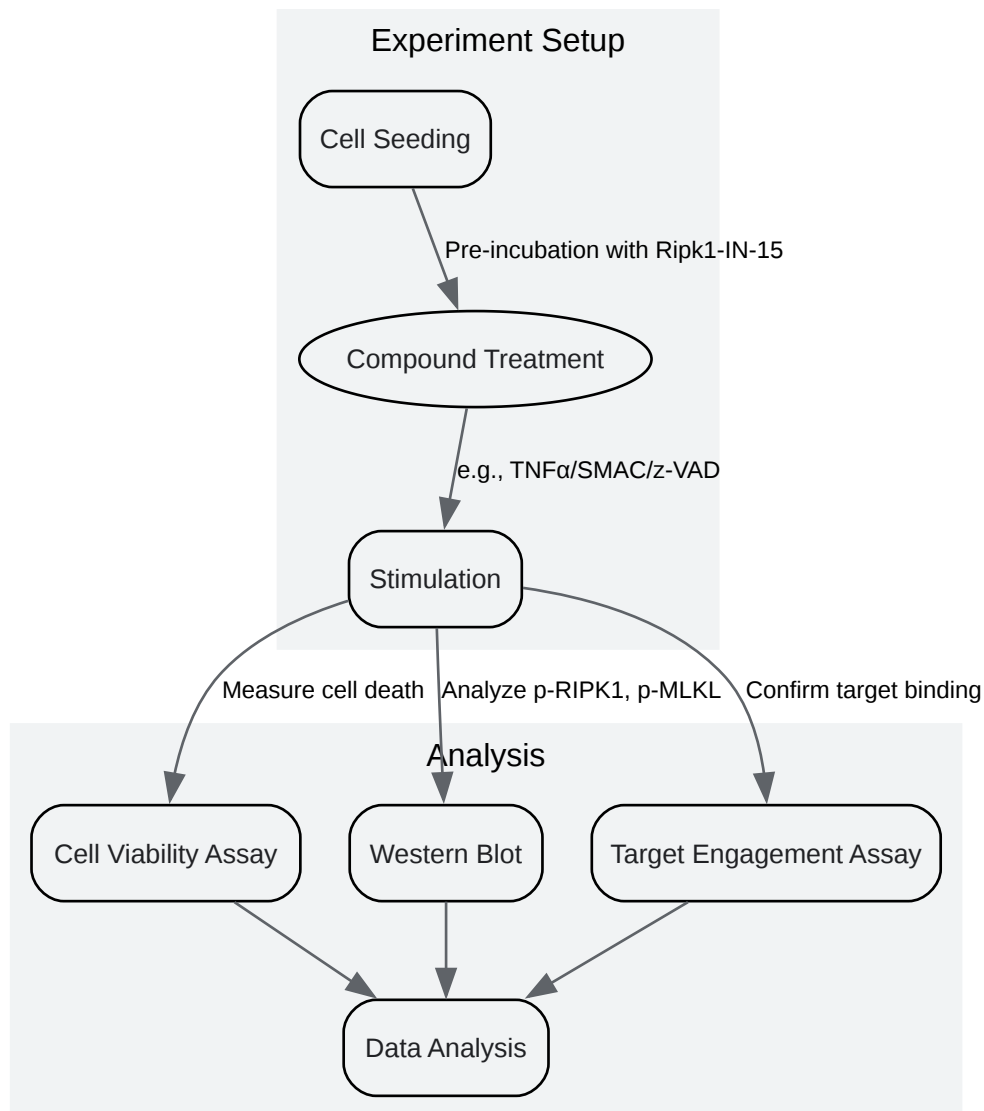 Experiment Setup
Cell Seeding
Pre-incubation with Ripk1-IN-15
Compound Treatment
e.g., TNFα/SMAC/z-VAD
Stimulation
Measure cell death
Analyze p-RIPK1, p-MLKL
Confirm target binding
Analysis
Cell Viability Assay
Western Blot
Target Engagement Assay
Data Analysis